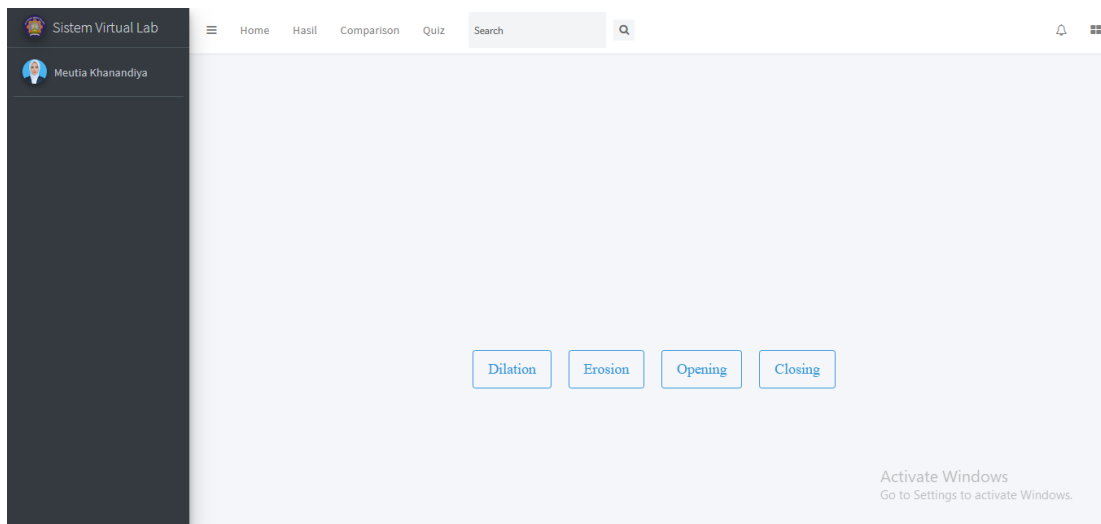 Sistem Virtual Lab
Meutia Khanandiya
Home Hasil Comparison Quiz Search
Dilation Erosion Opening Closing
Activate Windows
Go to Settings to activate Windows.